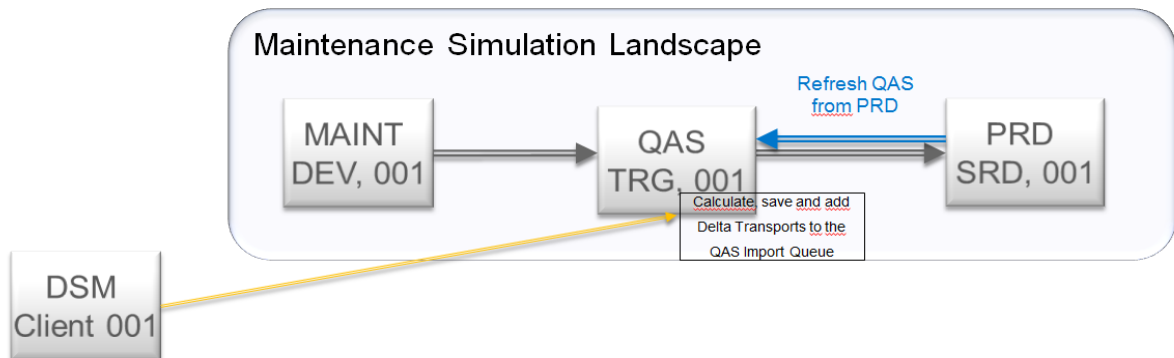 Maintenance Simulation Landscape
Refresh QAS
from PRD
MAINT
DEV, 001
QAS
TRG, 001
PRD
SRD, 001
Calculate, save and add
Delta Transports to the
QAS Import Queue
DSM
Client 001